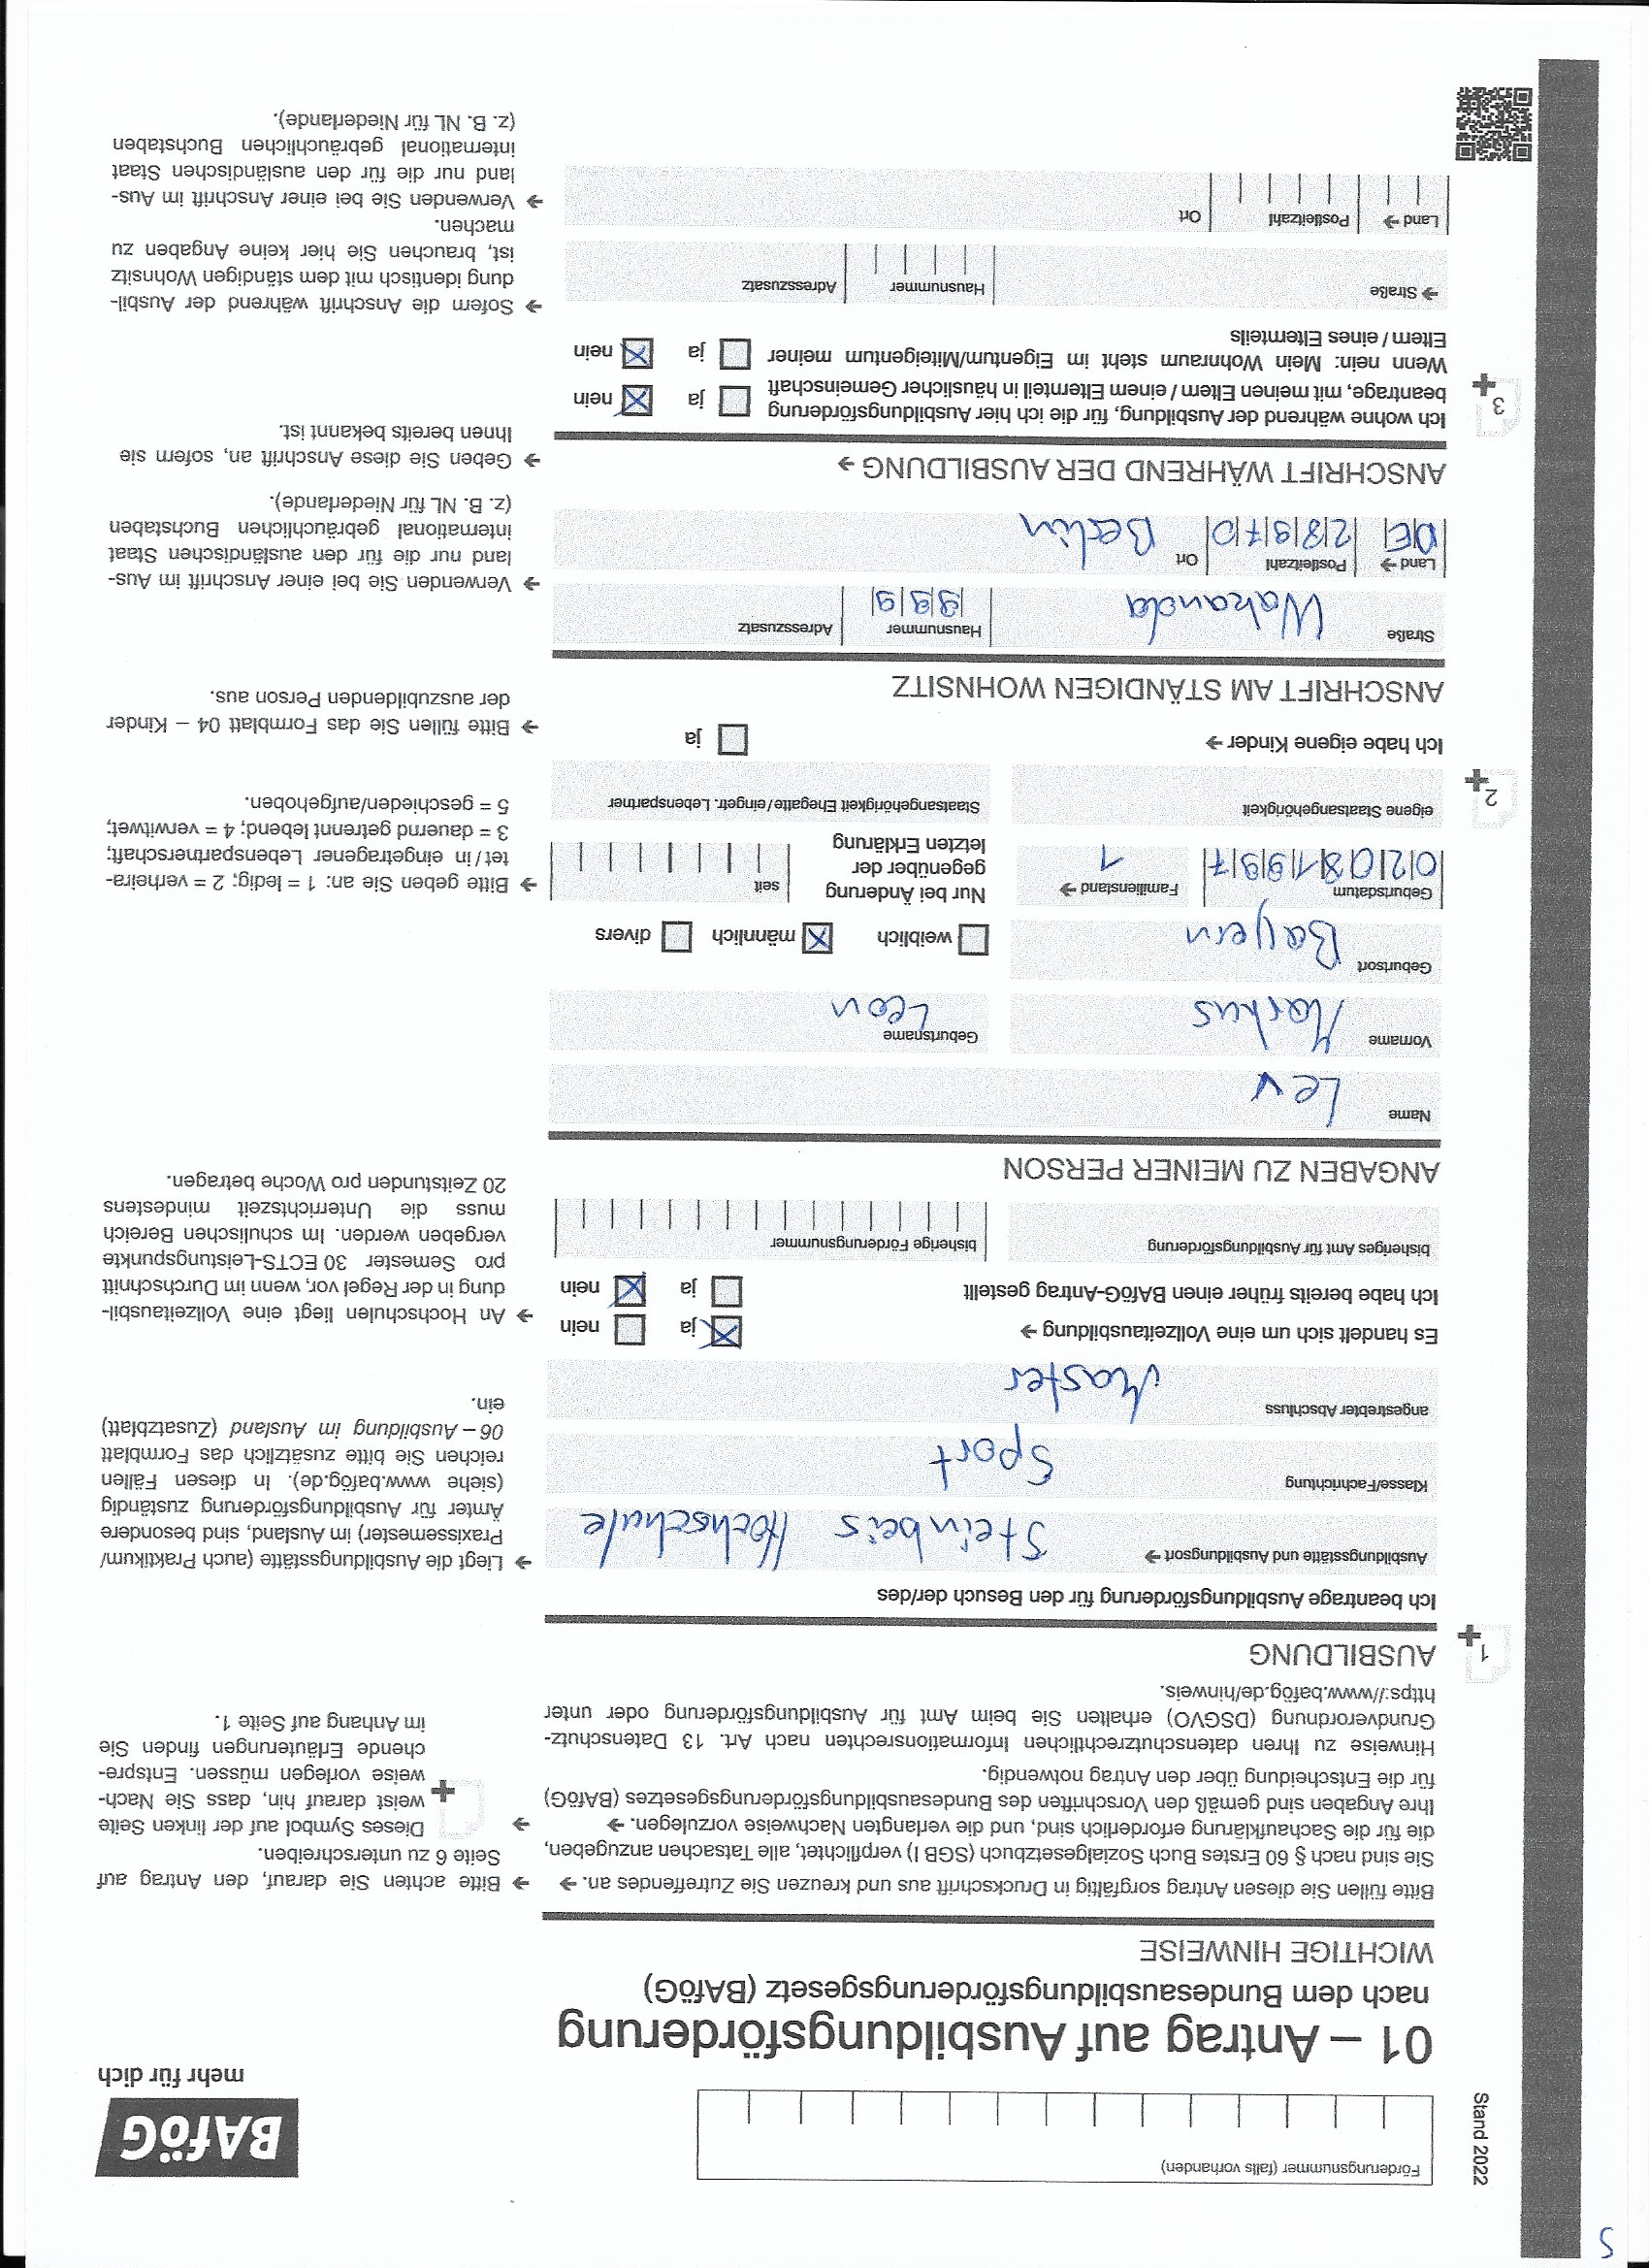 S
Stand 2022
Förderungsnummer (falls vorhanden)
BAföG
mehr für dich
01 – Antrag auf Ausbildungsförderung
nach dem Bundesausbildungsförderungsgesetz (BAföG)
WICHTIGE HINWEISE
Bitte füllen Sie diesen Antrag sorgfältig in Druckschrift aus und kreuzen Sie Zutreffendes an. →
Sie sind nach § 60 Erstes Buch Sozialgesetzbuch (SGB I) verpflichtet, alle Tatsachen anzugeben,
die für die Sachaufklärung erforderlich sind, und die verlangten Nachweise vorzulegen. →
Ihre Angaben sind gemäß den Vorschriften des Bundesausbildungsförderungsgesetzes (BAföG)
für die Entscheidung über den Antrag notwendig.
Hinweise zu Ihren datenschutzrechtlichen Informationsrechten nach Art. 13 Datenschutz-
Grundverordnung (DSGVO) erhalten Sie beim Amt für Ausbildungsförderung oder unter
https://www.bafög.de/hinweis.
→ Bitte achten Sie darauf, den Antrag auf
Seite 6 zu unterschreiben.
→ + Dieses Symbol auf der linken Seite
weist darauf hin, dass Sie Nach-
weise vorlegen müssen. Entspre-
chende Erläuterungen finden Sie
im Anhang auf Seite 1.
1+ AUSBILDUNG
Ich beantrage Ausbildungsförderung für den Besuch der/des
Ausbildungsstätte und Ausbildungsort → Steinbeis Hochschule
Klasse/Fachrichtung Sport
angestrebter Abschluss Master
→ Liegt die Ausbildungsstätte (auch Praktikum/
Praxissemester) im Ausland, sind besondere
Ämter für Ausbildungsförderung zuständig
(siehe www.bafög.de). In diesen Fällen
reichen Sie bitte zusätzlich das Formblatt
06 – Ausbildung im Ausland (Zusatzblatt)
ein.
Es handelt sich um eine Vollzeitausbildung → ja nein
Ich habe bereits früher einen BAföG-Antrag gestellt ja nein
bisheriges Amt für Ausbildungsförderung bisherige Förderungsnummer
→ An Hochschulen liegt eine Vollzeitausbil-
dung in der Regel vor, wenn im Durchschnitt
pro Semester 30 ECTS-Leistungspunkte
vergeben werden. Im schulischen Bereich
muss die Unterrichtszeit mindestens
20 Zeitstunden pro Woche betragen.
ANGABEN ZU MEINER PERSON
Name Lev
Vorname Markus Geburtsname Leon
Geburtsort Bayern weiblich männlich divers
Geburtsdatum 02081997 Familienstand → 1
Nur bei Änderung
gegenüber der
letzten Erklärung
seit
→ Bitte geben Sie an: 1 = ledig; 2 = verheira-
tet / in eingetragener Lebenspartnerschaft;
3 = dauernd getrennt lebend; 4 = verwitwet;
5 = geschieden/aufgehoben.
2+ eigene Staatsangehörigkeit Staatsangehörigkeit Ehegatte / eingetr. Lebenspartner
Ich habe eigene Kinder → ja
→ Bitte füllen Sie das Formblatt 04 – Kinder
der auszubildenden Person aus.
ANSCHRIFT AM STÄNDIGEN WOHNSITZ
Straße Wakanda Hausnummer 999 Adresszusatz
Land → DE Postleitzahl 28970 Ort Berlin
→ Verwenden Sie bei einer Anschrift im Aus-
land nur die für den ausländischen Staat
international gebräuchlichen Buchstaben
(z. B. NL für Niederlande).
ANSCHRIFT WÄHREND DER AUSBILDUNG →
→ Geben Sie diese Anschrift an, sofern sie
Ihnen bereits bekannt ist.
3+ Ich wohne während der Ausbildung, für die ich hier Ausbildungsförderung
beantrage, mit meinen Eltern / einem Elternteil in häuslicher Gemeinschaft ja nein
Wenn nein: Mein Wohnraum steht im Eigentum/Miteigentum meiner
Eltern / eines Elternteils ja nein
→ Straße Hausnummer Adresszusatz
Land → Postleitzahl Ort
→ Sofern die Anschrift während der Ausbil-
dung identisch mit dem ständigen Wohnsitz
ist, brauchen Sie hier keine Angaben zu
machen.
→ Verwenden Sie bei einer Anschrift im Aus-
land nur die für den ausländischen Staat
international gebräuchlichen Buchstaben
(z. B. NL für Niederlande).